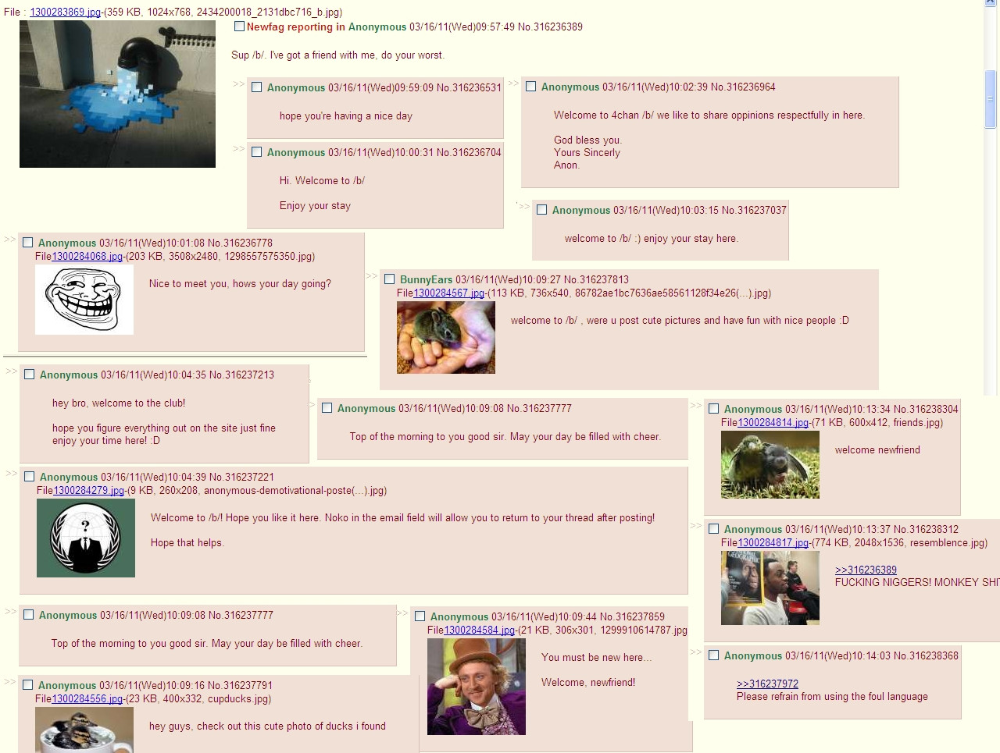 File : 1300283869.jpg-(359 KB, 1024x768, 2434200018_2131dbc716_b.jpg)
Newfag reporting in Anonymous 03/16/11(Wed)09:57:49 No.316236389
Sup /b/. I've got a friend with me, do your worst.
>> Anonymous 03/16/11(Wed)09:59:09 No.316236531
hope you're having a nice day
>> Anonymous 03/16/11(Wed)10:00:31 No.316236704
Hi. Welcome to /b/
Enjoy your stay
>> Anonymous 03/16/11(Wed)10:02:39 No.316236964
Welcome to 4chan /b/ we like to share oppinions respectfully in here.
God bless you.
Yours Sincerly
Anon.
>> Anonymous 03/16/11(Wed)10:03:15 No.316237037
welcome to /b/ :) enjoy your stay here.
>> Anonymous 03/16/11(Wed)10:01:08 No.316236778
File1300284068.jpg-(203 KB, 3508x2480, 1298557575350.jpg)
Nice to meet you, hows your day going?
>> BunnyEars 03/16/11(Wed)10:09:27 No.316237813
File1300284567.jpg-(113 KB, 736x540, 86782ae1bc7636ae58561128f34e26(...).jpg)
welcome to /b/ , were u post cute pictures and have fun with nice people :D
>> Anonymous 03/16/11(Wed)10:04:35 No.316237213
hey bro, welcome to the club!
hope you figure everything out on the site just fine
enjoy your time here! :D
> Anonymous 03/16/11(Wed)10:09:08 No.316237777
Top of the morning to you good sir. May your day be filled with cheer.
>> Anonymous 03/16/11(Wed)10:13:34 No.316238304
File1300284814.jpg-(71 KB, 600x412, friends.jpg)
welcome newfriend
>> Anonymous 03/16/11(Wed)10:04:39 No.316237221
File1300284279.jpg-(9 KB, 260x208, anonymous-demotivational-poste(...).jpg)
?
Welcome to /b/! Hope you like it here. Noko in the email field will allow you to return to your thread after posting!
Hope that helps.
>> Anonymous 03/16/11(Wed)10:13:37 No.316238312
File1300284817.jpg-(774 KB, 2048x1536, resemblence.jpg)
>>316236389
FUCKING NIGGERS! MONKEY SHI
>> Anonymous 03/16/11(Wed)10:09:08 No.316237777
Top of the morning to you good sir. May your day be filled with cheer.
>> Anonymous 03/16/11(Wed)10:09:44 No.316237859
File1300284584.jpg-(21 KB, 306x301, 1299910614787.jpg
You must be new here...
Welcome, newfriend!
>> Anonymous 03/16/11(Wed)10:14:03 No.316238368
>>316237972
Please refrain from using the foul language
>> Anonymous 03/16/11(Wed)10:09:16 No.316237791
File1300284556.jpg-(23 KB, 400x332, cupducks.jpg)
hey guys, check out this cute photo of ducks i found